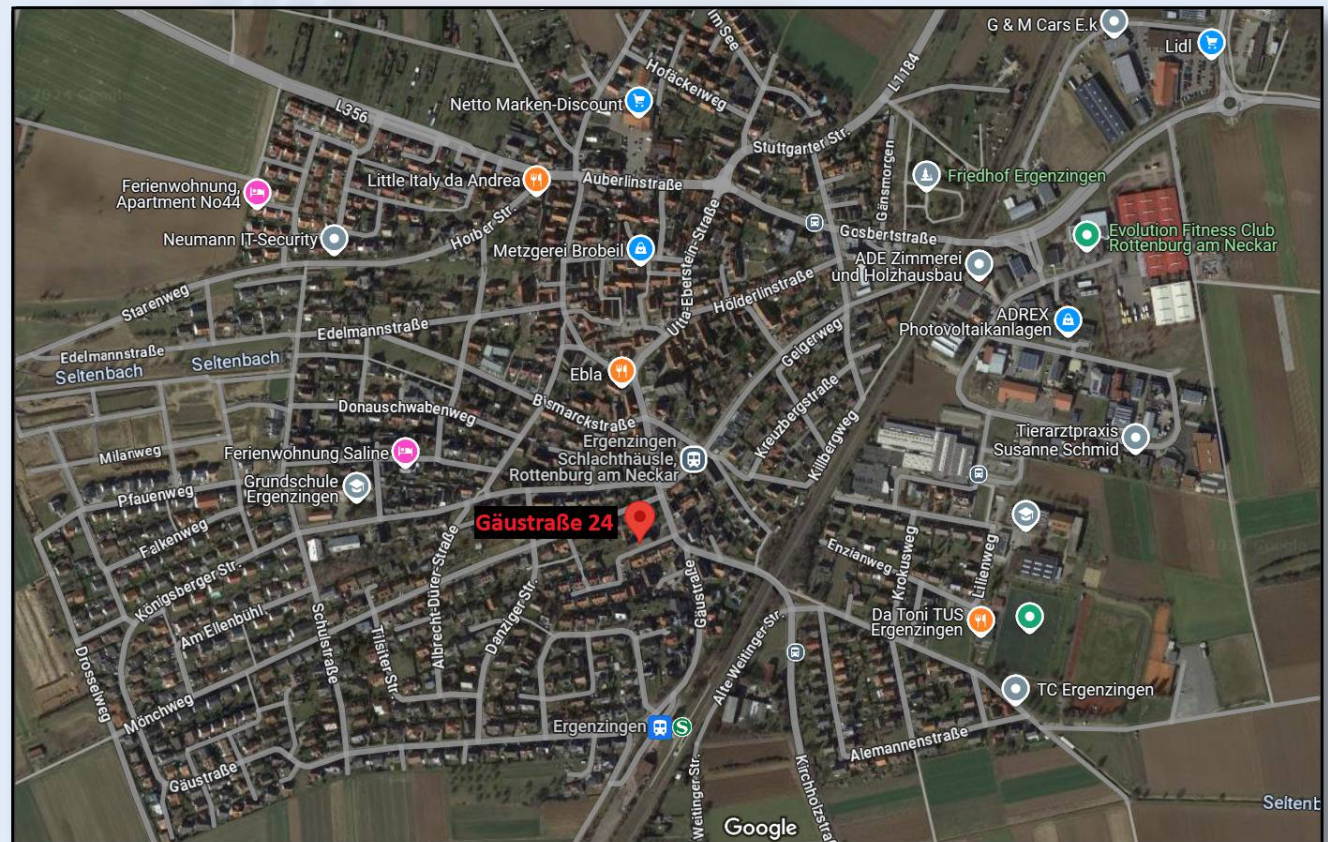 G & M Cars E.k
Lidl
Im See
L1184
Hofäckerweg
Netto Marken-Discount
L356
Stuttgarter Str.
Gänsmorgen
Friedhof Ergenzingen
Ferienwohnung,
Apartment No44
Little Italy da Andrea
Auberlinstraße
Neumann IT-Security
Horber Str.
Metzgerei Brobeil
Utta-Eberstein-Straße
Gosbertstraße
Evolution Fitness Club
Rottenburg am Neckar
ADE Zimmerei
und Holzhausbau
Starenweg
Hölderlinstraße
Edelmannstraße
ADREX
Photovoltaikanlagen
Edelmannstraße
Seltenbach
Seltenbach
Geigerweg
Ebla
Bismarckstraße
Kreuzbergstraße
Donauschwabenweg
Killbergweg
Tierarztpraxis
Susanne Schmid
Milanweg
Ferienwohnung Saline
Ergenzingen
Schlachthäusle,
Rottenburg am Neckar
Pfauenweg
Grundschule
Ergenzingen
Gäustraße 24
Falkenweg
Königsberger Str.
Am Ellenbühl
Schulstraße
Tilsiter Str.
Albrecht-Dürer-Straße
Danziger Str.
Gäustraße
Enzianweg
Krokusweg
Lilienweg
Da Toni TUS
Ergenzingen
Drosselweg
Mönchweg
Alte Weitinger Str.
TC Ergenzingen
Ergenzingen
S
Alemannenstraße
Gäustraße
Weitinger Str.
Kirchholzstraß
Seltenb
Google